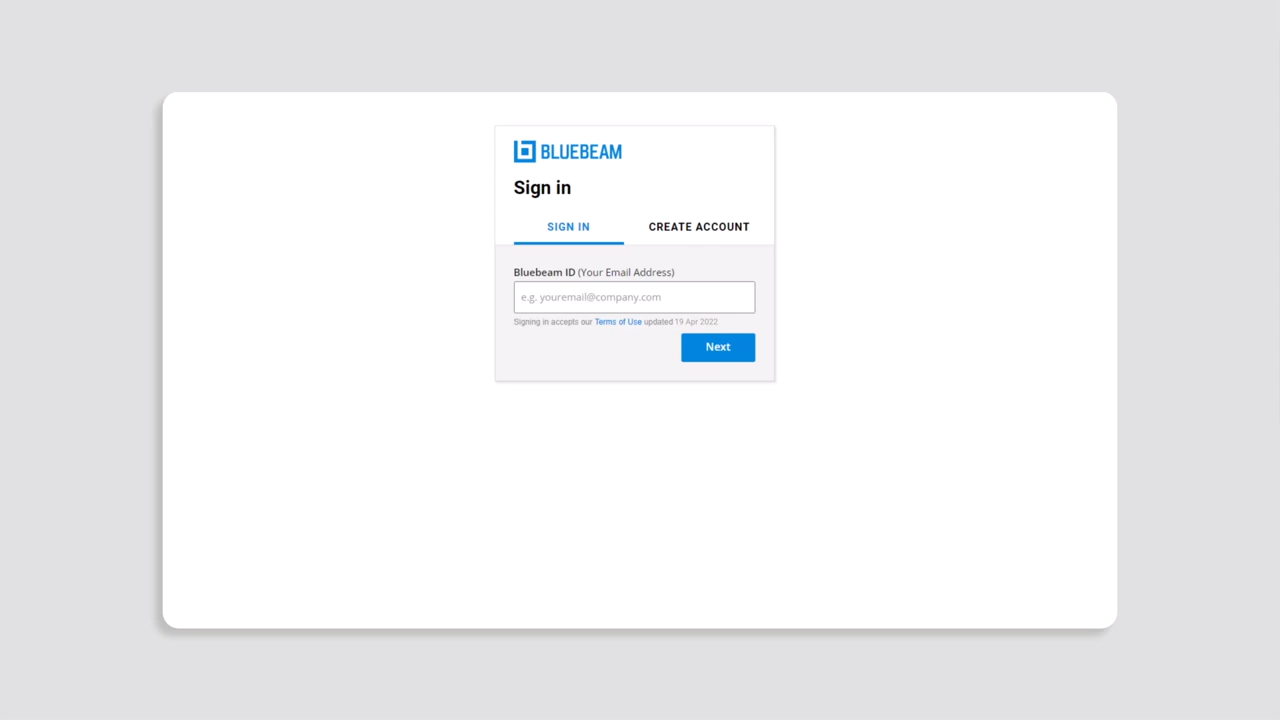 BLUEBEAM
Sign in
SIGN IN CREATE ACCOUNT
Bluebeam ID (Your Email Address)
e.g. youremail@company.com
Signing in accepts our Terms of Use updated 19 Apr 2022
Next